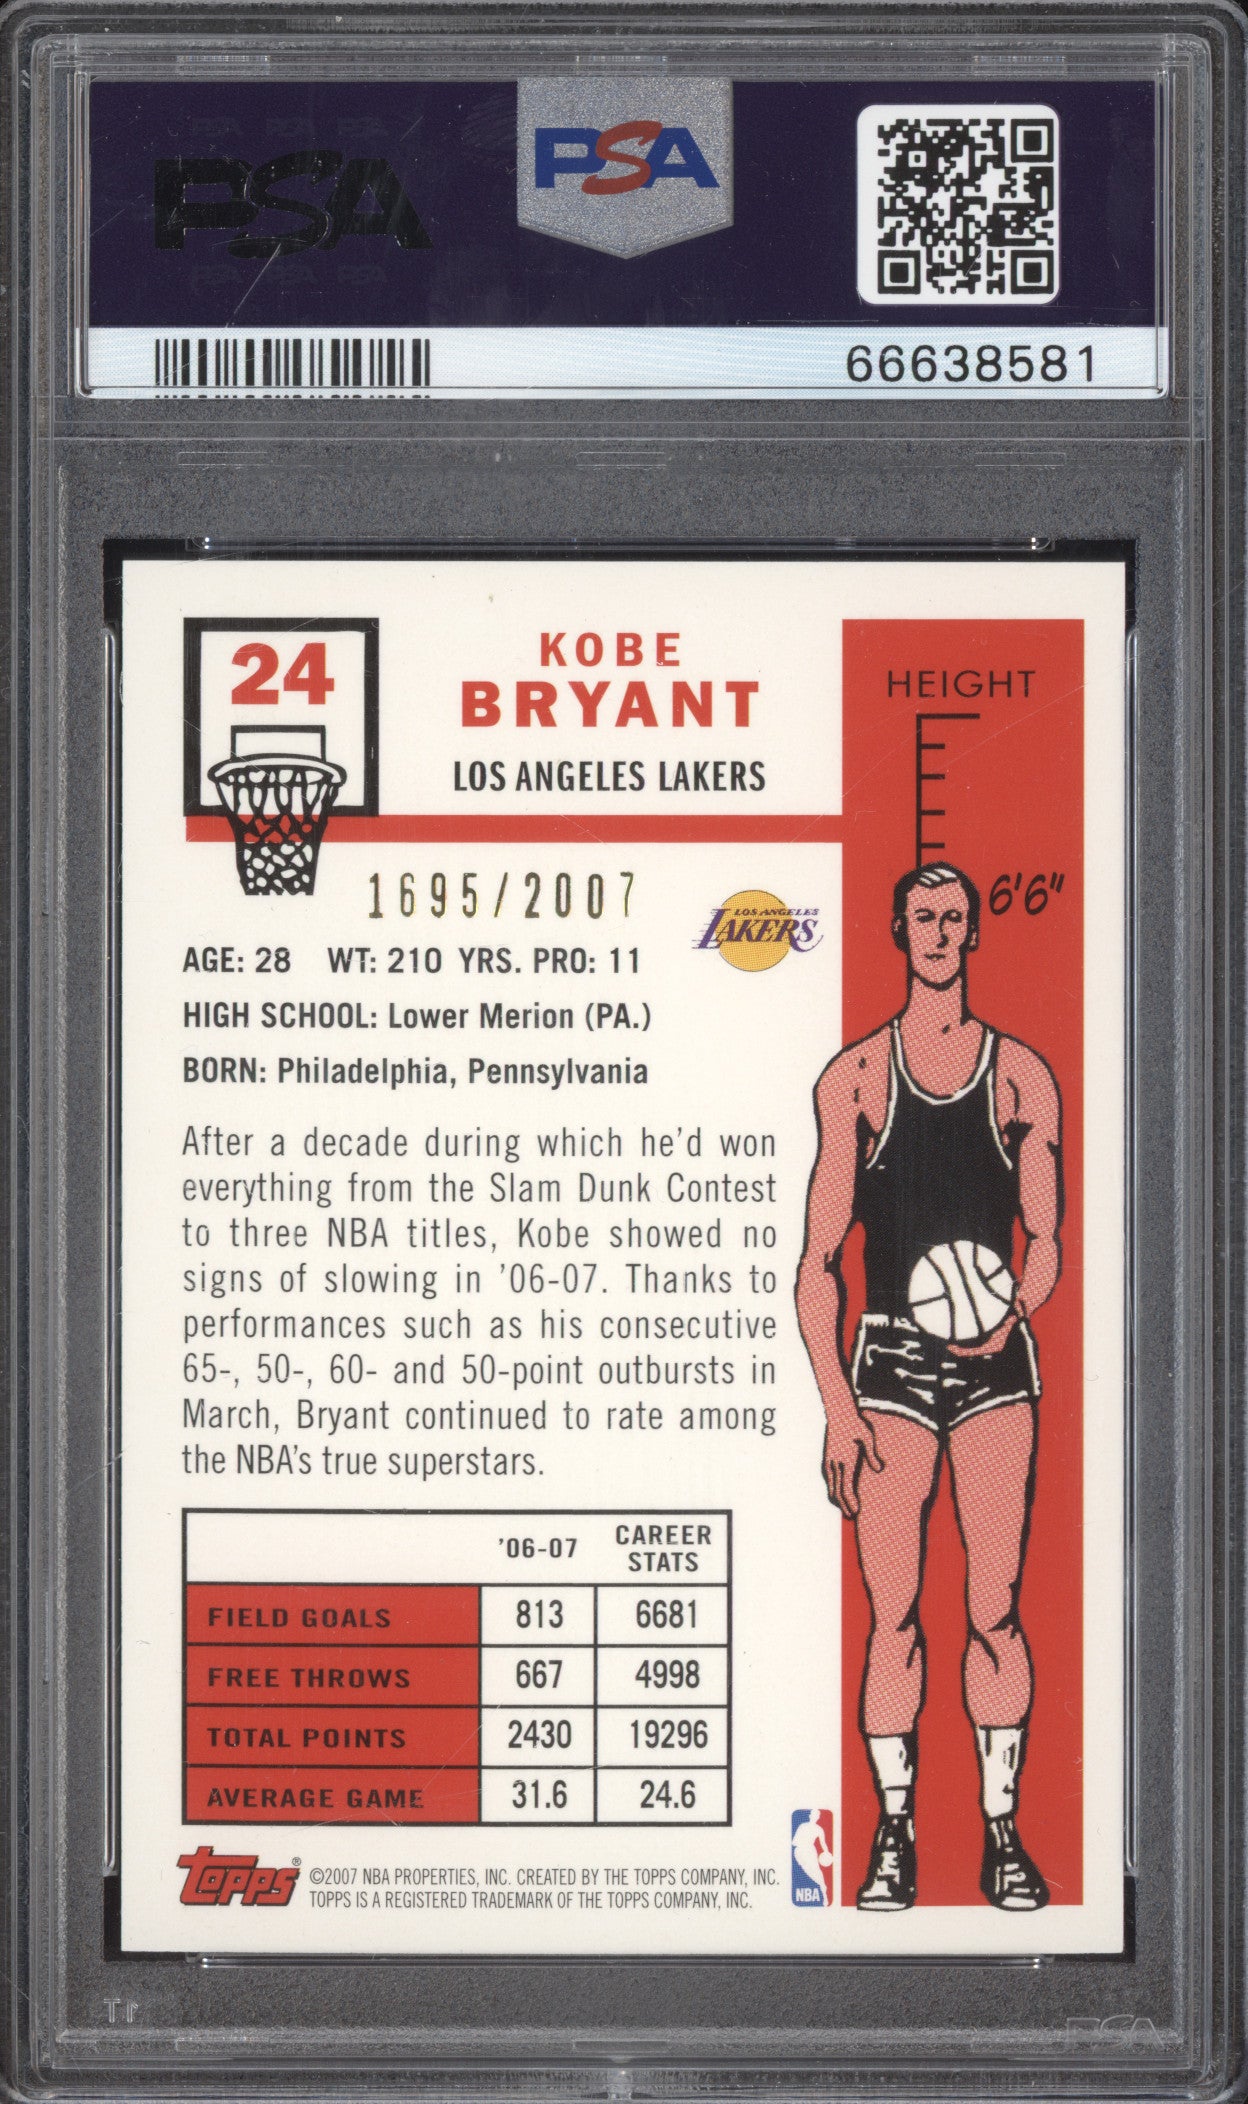 PSA
PSA
66638581
24
KOBE
BRYANT
LOS ANGELES LAKERS
HEIGHT
6'6"
1695/2007
LOS ANGELES
LAKERS
AGE: 28 WT: 210 YRS. PRO: 11
HIGH SCHOOL: Lower Merion (PA.)
BORN: Philadelphia, Pennsylvania
After a decade during which he'd won
everything from the Slam Dunk Contest
to three NBA titles, Kobe showed no
signs of slowing in '06-07. Thanks to
performances such as his consecutive
65-, 50-, 60- and 50-point outbursts in
March, Bryant continued to rate among
the NBA's true superstars.
'06-07 CAREER STATS
FIELD GOALS 813 6681
FREE THROWS 667 4998
TOTAL POINTS 2430 19296
AVERAGE GAME 31.6 24.6
TOPPS®
©2007 NBA PROPERTIES, INC. CREATED BY THE TOPPS COMPANY, INC.
TOPPS IS A REGISTERED TRADEMARK OF THE TOPPS COMPANY, INC.
NBA
PSA